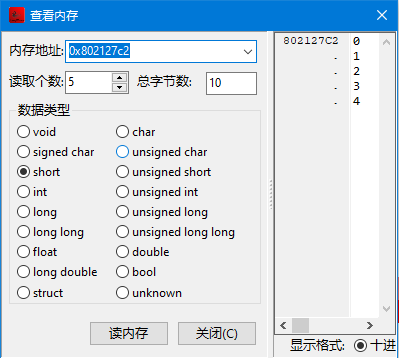 查看内存
内存地址: 0x802127c2
读取个数: 5 总字节数: 10
数据类型
void char
signed char unsigned char
short unsigned short
int unsigned int
long unsigned long
long long unsigned long long
float double
long double bool
struct unknown
读内存 关闭(C)
802127C2 0
. 1
. 2
. 3
. 4
显示格式: 十进